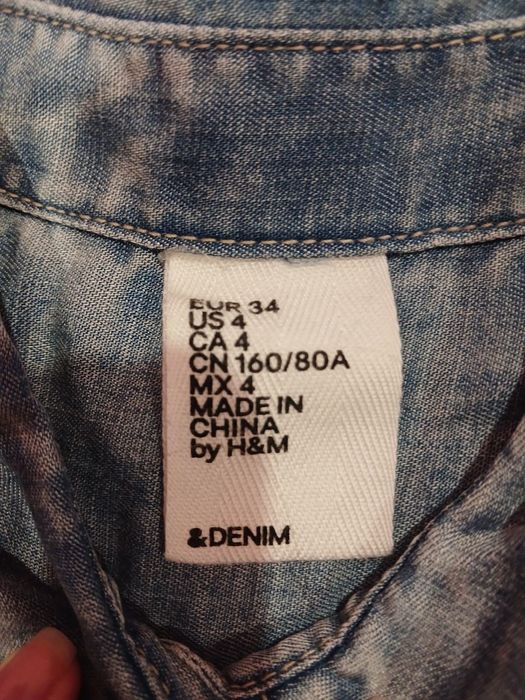 EUR 34
US 4
CA 4
CN 160/80A
MX 4
MADE IN
CHINA
by H&M
&DENIM